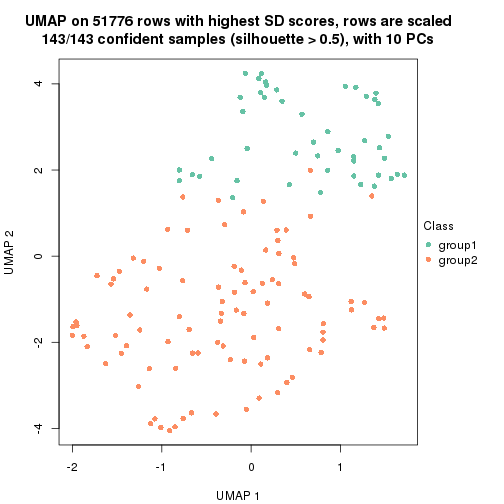 UMAP on 51776 rows with highest SD scores, rows are scaled
143/143 confident samples (silhouette > 0.5), with 10 PCs
4
2
0
-2
-4
UMAP 2
-2
-1
0
1
UMAP 1
Class
group1
group2